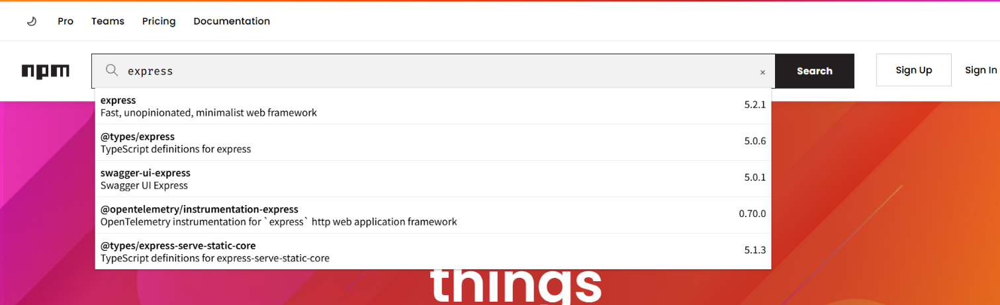 Pro Teams Pricing Documentation
npm express × Search Sign Up Sign In
express 5.2.1
Fast, unopinionated, minimalist web framework
@types/express 5.0.6
TypeScript definitions for express
swagger-ui-express 5.0.1
Swagger UI Express
@opentelemetry/instrumentation-express 0.70.0
OpenTelemetry instrumentation for `express` http web application framework
@types/express-serve-static-core 5.1.3
TypeScript definitions for express-serve-static-core
things